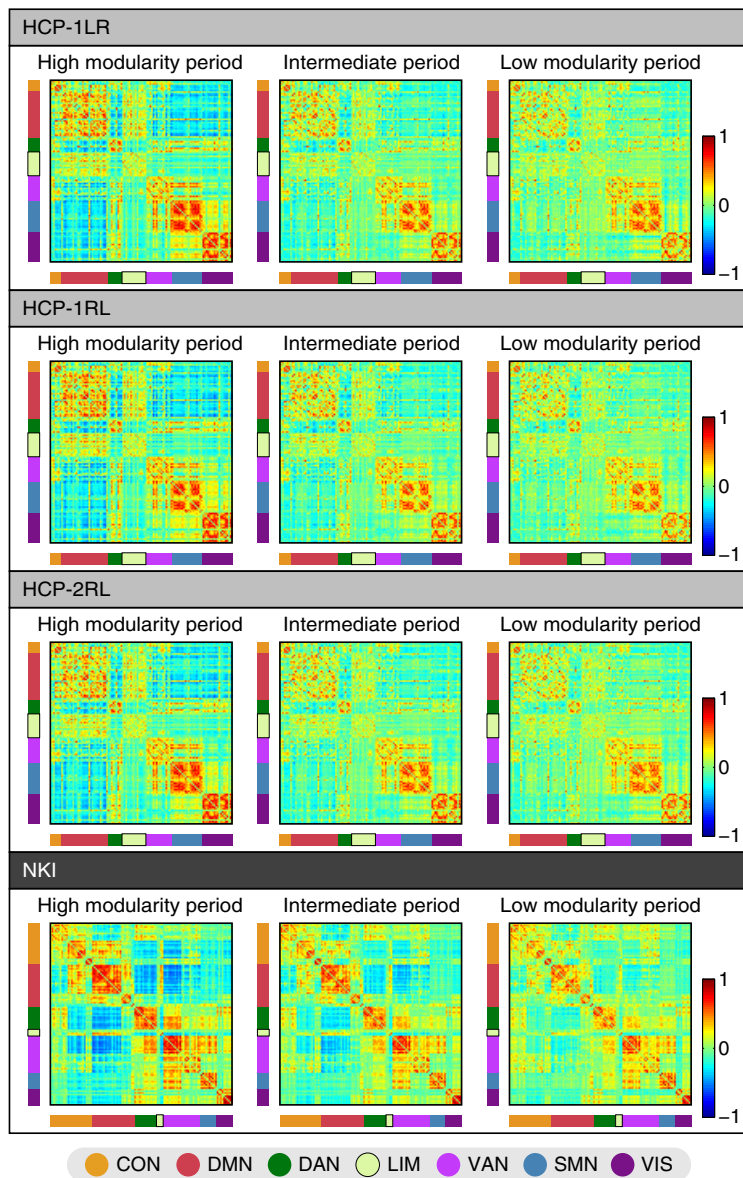 HCP-1LR
High modularity period Intermediate period Low modularity period
1
0
−1
HCP-1RL
High modularity period Intermediate period Low modularity period
1
0
−1
HCP-2RL
High modularity period Intermediate period Low modularity period
1
0
−1
NKI
High modularity period Intermediate period Low modularity period
1
0
−1
CON DMN DAN LIM VAN SMN VIS